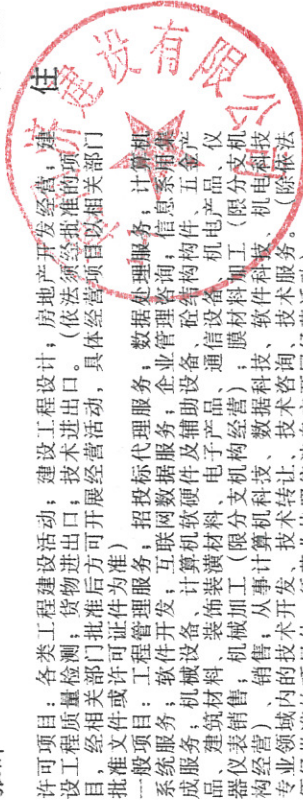 许可项目：各类工程建设活动；建设工程设计；房地产开发经营；建
设工程质量检测；货物进出口；技术进出口。（依法须经批准的项
目，经相关部门批准后方可开展经营活动，具体经营项目以相关部门
批准文件或许可证件为准）
一般项目：工程管理服务；招投标代理服务；数据处理服务；计算机
系统服务；软件开发；互联网数据服务；企业管理咨询；信息系统集
成服务；机械设备、计算机软硬件及辅助设备、砼结构构件、五金产
品、建筑材料、装饰装潢材料、电子产品、通信设备、机电产品、仪
器仪表销售；机械加工（限分支机构经营）；膜材料加工（限分支机
构经营）、销售；从事计算机科技、数据科技、软件科技、机电科技
专业领域内的技术开发、技术转让、技术咨询、技术服务。（除依法
住
建设有限公司